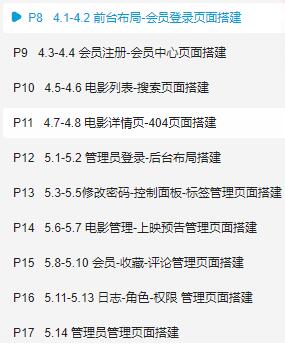 P8 4.1-4.2 前台布局-会员登录页面搭建
P9 4.3-4.4 会员注册-会员中心页面搭建
P10 4.5-4.6 电影列表-搜索页面搭建
P11 4.7-4.8 电影详情页-404页面搭建
P12 5.1-5.2 管理员登录-后台布局搭建
P13 5.3-5.5修改密码-控制面板-标签管理页面搭建
P14 5.6-5.7 电影管理-上映预告管理页面搭建
P15 5.8-5.10 会员-收藏-评论管理页面搭建
P16 5.11-5.13 日志-角色-权限 管理页面搭建
P17 5.14 管理员管理页面搭建